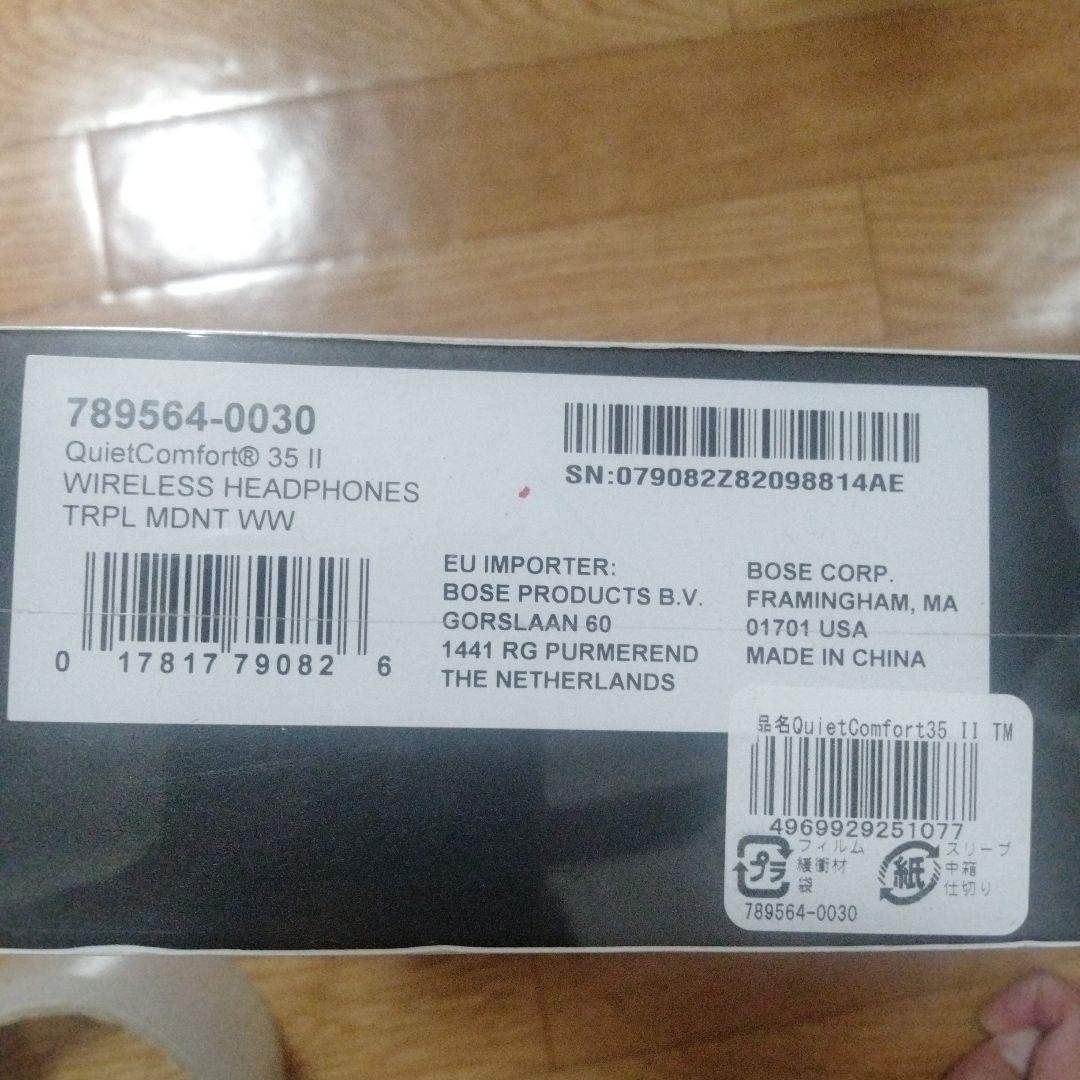 789564-0030
QuietComfort® 35 II
WIRELESS HEADPHONES
TRPL MDNT WW
0 17817 79082 6
SN:079082Z82098814AE
EU IMPORTER:
BOSE PRODUCTS B.V.
GORSLAAN 60
1441 RG PURMEREND
THE NETHERLANDS
BOSE CORP.
FRAMINGHAM, MA
01701 USA
MADE IN CHINA
品名QuietComfort35 II TM
4969929251077
プラ
フィルム
緩衝材
袋
紙
スリーブ
中箱
仕切り
789564-0030